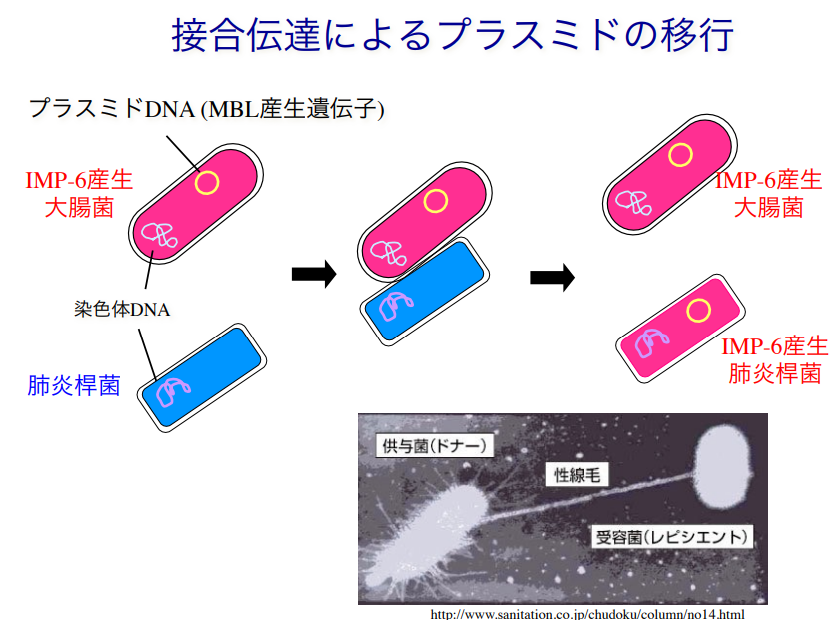 接合伝達によるプラスミドの移行
プラスミドDNA (MBL産生遺伝子)
IMP-6産生
大腸菌
染色体DNA
肺炎桿菌
IMP-6産生
大腸菌
IMP-6産生
肺炎桿菌
供与菌(ドナー)
性線毛
受容菌(レピシエント)
http://www.sanitation.co.jp/chudoku/column/no14.html